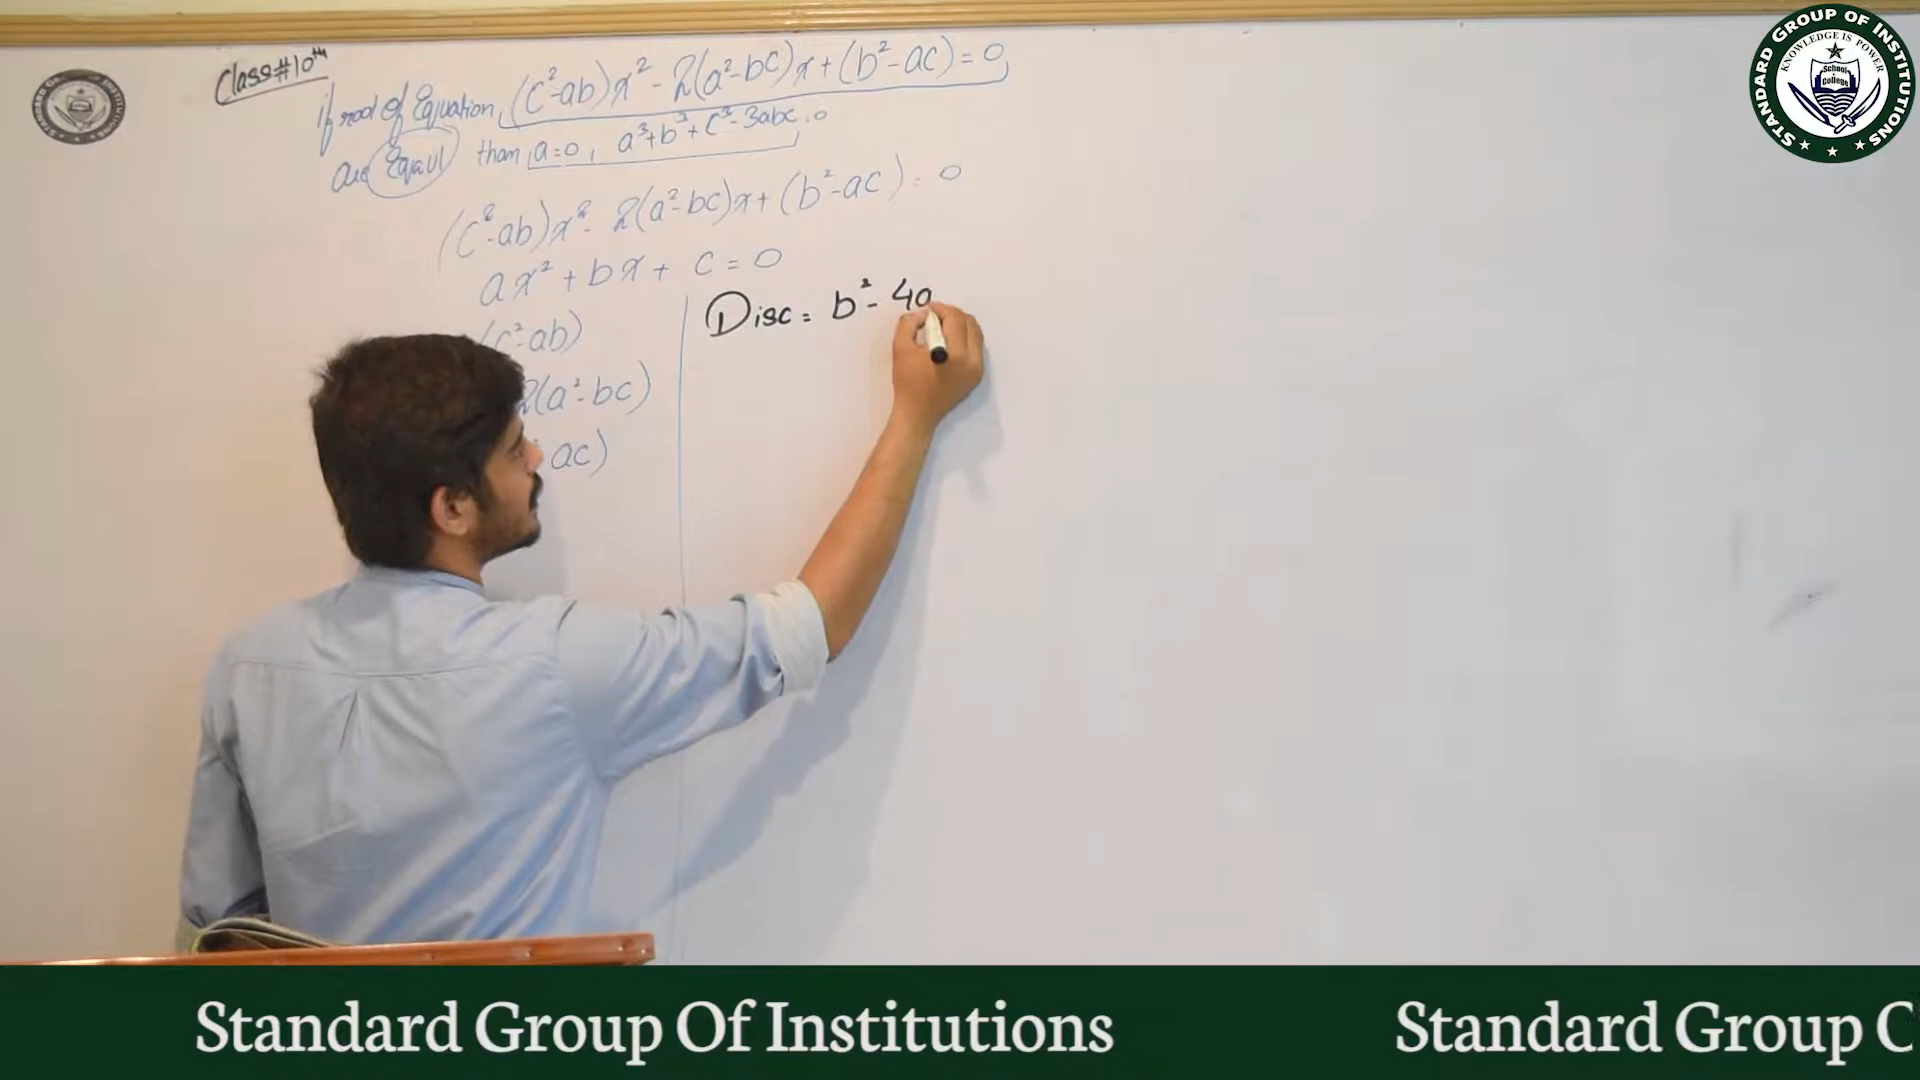 Class#10th
If root of Equation, (c²-ab)x² - 2(a²-bc)x + (b²-ac) = 0
are Equaul than, a=0, a³+b³+c³-3abc=0
(c²-ab)x² - 2(a²-bc)x + (b²-ac) = 0
ax² + bx + c = 0
(c²-ab)
2(a²-bc)
ac)
Disc = b² - 4a
STANDARD GROUP OF INSTITUTIONS
KNOWLEDGE IS POWER
School
College
Standard Group Of Institutions
Standard Group